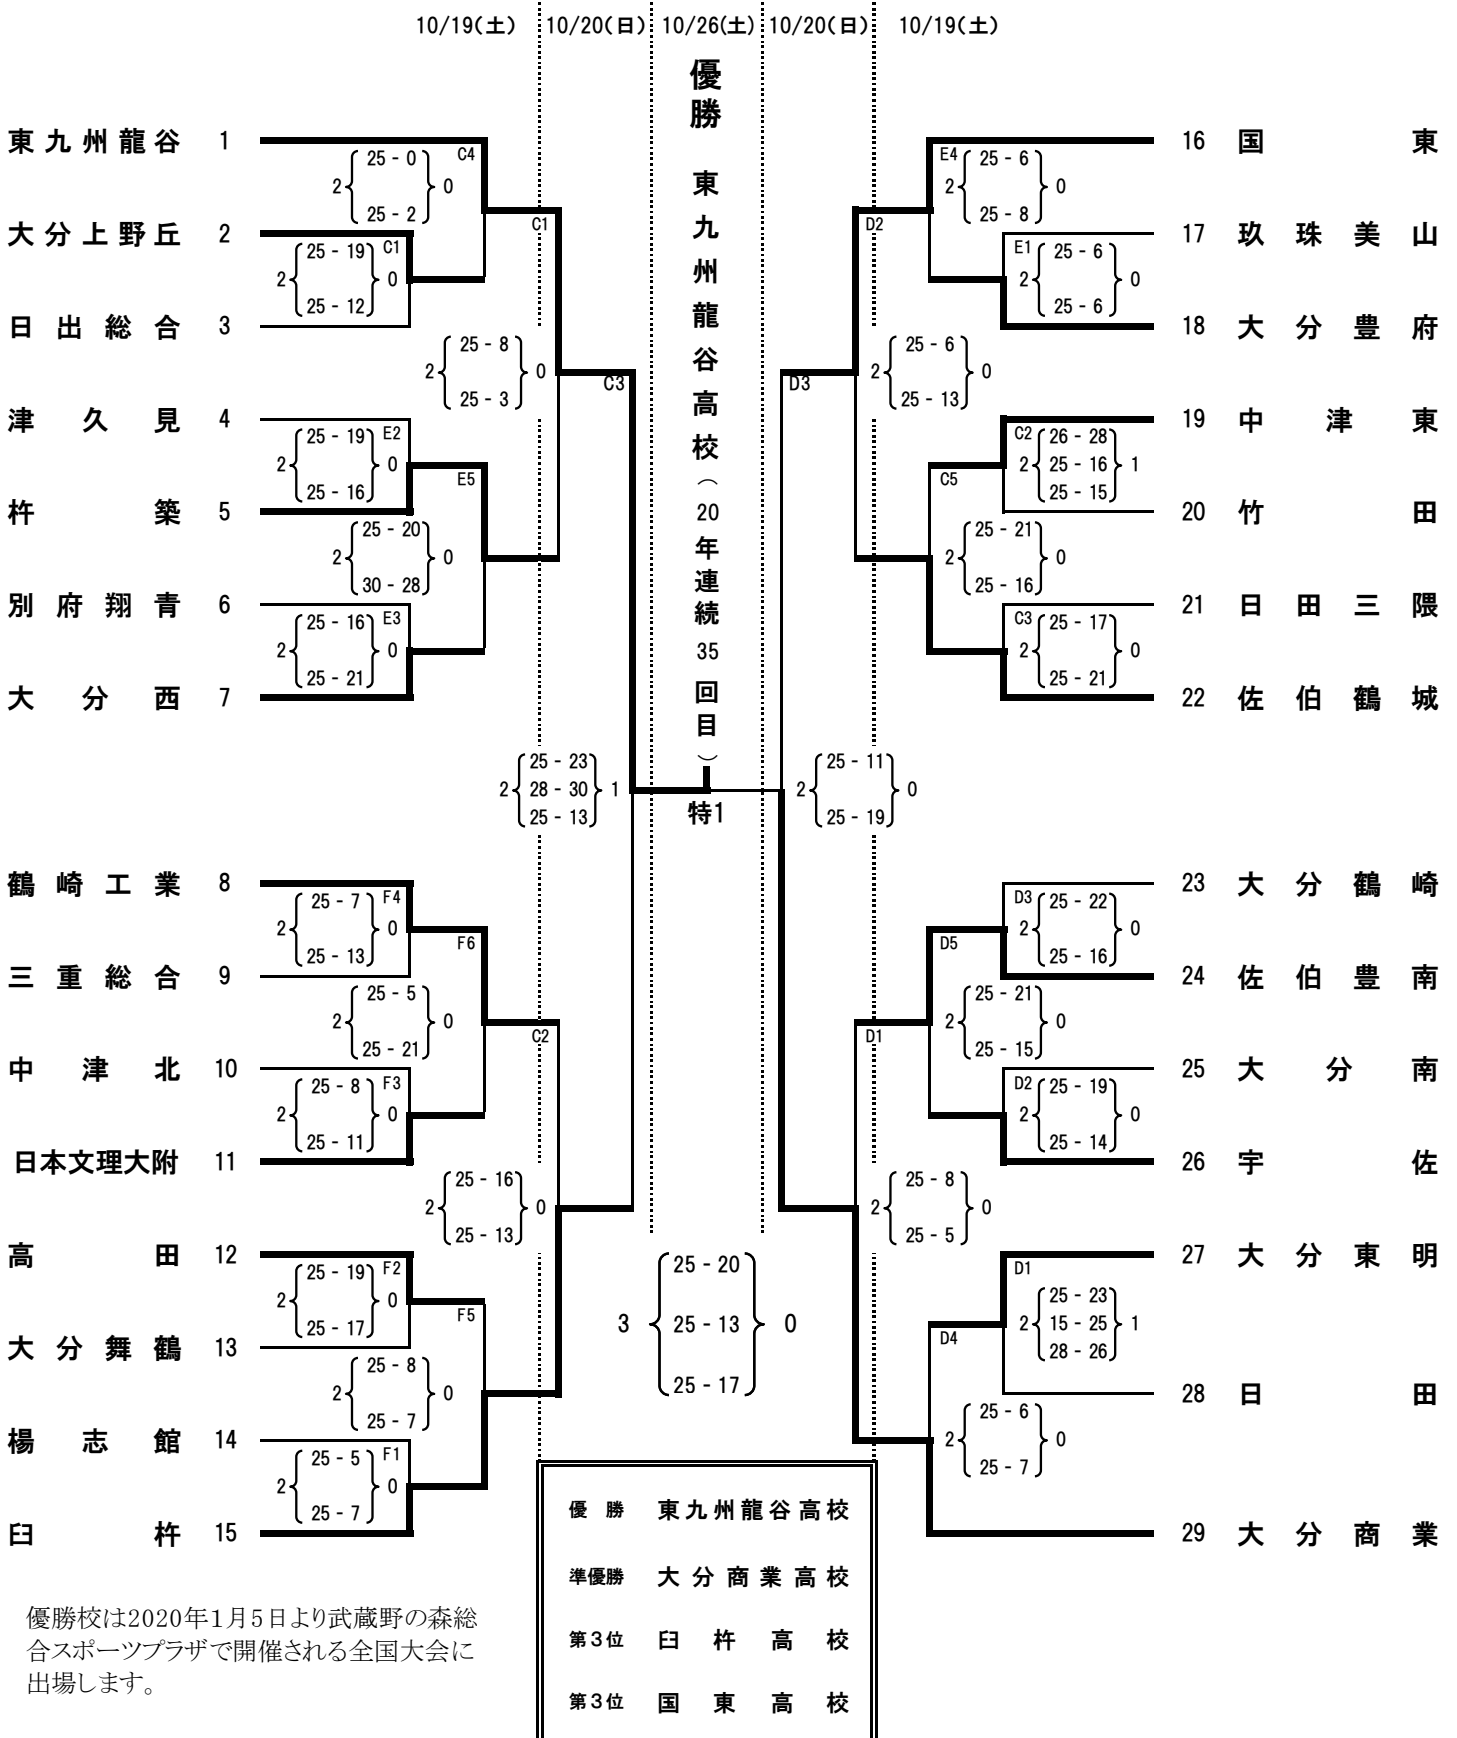 10/19(土) 10/20(日) 10/26(土) 10/20(日) 10/19(土)
優勝 東九州龍谷高校（20年連続35回目）
特1
東九州龍谷 1
2 25 - 0 25 - 2 0 C4
大分上野丘 2
2 25 - 19 25 - 12 0 C1
日出総合 3
C1
2 25 - 8 25 - 3 0
津久見 4
2 25 - 19 25 - 16 0 E2
杵築 5
E5
2 25 - 20 30 - 28 0
別府翔青 6
2 25 - 16 25 - 21 0 E3
大分西 7
C3
2 25 - 23 28 - 30 25 - 13 1
鶴崎工業 8
2 25 - 7 25 - 13 0 F4
三重総合 9
F6
2 25 - 5 25 - 21 0
中津北 10
2 25 - 8 25 - 11 0 F3
日本文理大附 11
C2
2 25 - 16 25 - 13 0
高田 12
2 25 - 19 25 - 17 0 F2
大分舞鶴 13
F5
2 25 - 8 25 - 7 0
楊志館 14
2 25 - 5 25 - 7 0 F1
臼杵 15
16 国東
E4 2 25 - 6 25 - 8 0
17 玖珠美山
E1 2 25 - 6 25 - 6 0
18 大分豊府
D2
2 25 - 6 25 - 13 0
19 中津東
C2 2 26 - 28 25 - 16 25 - 15 1
20 竹田
C5
2 25 - 21 25 - 16 0
21 日田三隈
C3 2 25 - 17 25 - 21 0
22 佐伯鶴城
D3
2 25 - 11 25 - 19 0
23 大分鶴崎
D3 2 25 - 22 25 - 16 0
24 佐伯豊南
D5
2 25 - 21 25 - 15 0
25 大分南
D2 2 25 - 19 25 - 14 0
26 宇佐
D1
2 25 - 8 25 - 5 0
27 大分東明
D1 2 25 - 23 15 - 25 28 - 26 1
28 日田
D4
2 25 - 6 25 - 7 0
29 大分商業
3 25 - 20 25 - 13 25 - 17 0
優勝 東九州龍谷高校
準優勝 大分商業高校
第3位 臼杵高校
第3位 国東高校
優勝校は2020年1月5日より武蔵野の森総
合スポーツプラザで開催される全国大会に
出場します。